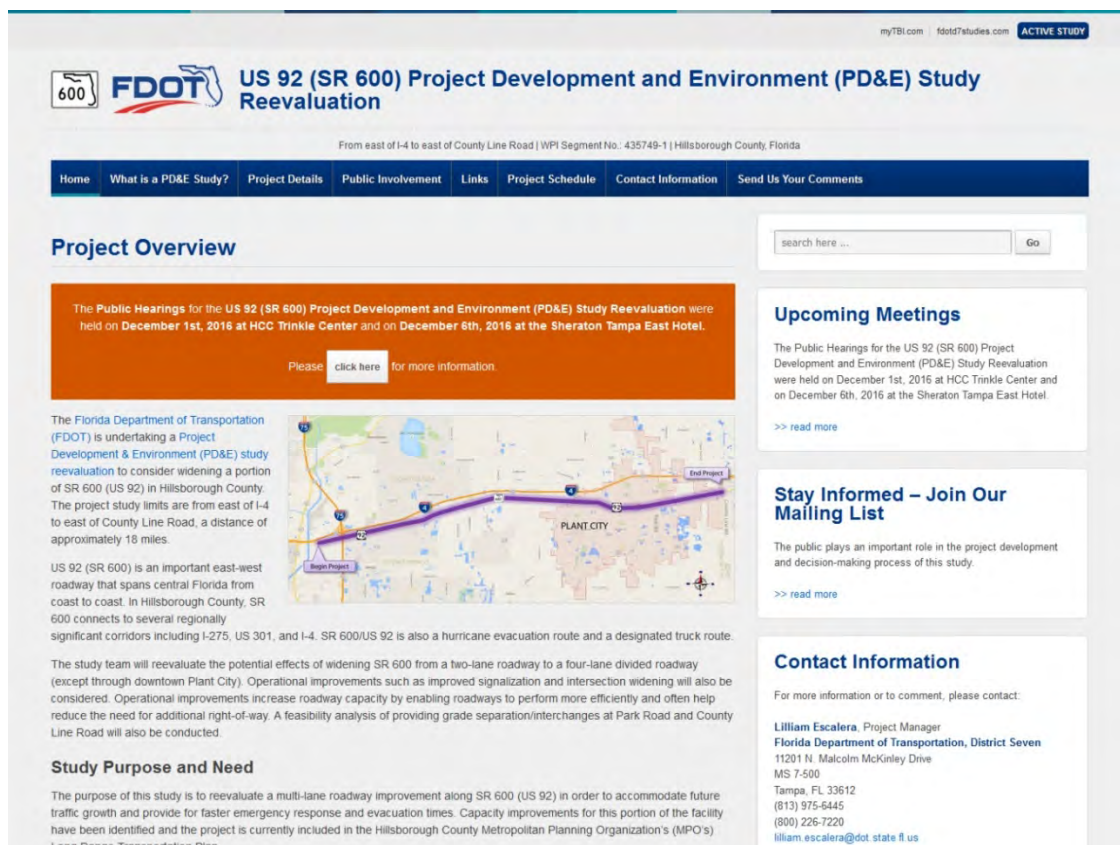 myTBI.com | fdotd7studies.com ACTIVE STUDY
600 FDOT US 92 (SR 600) Project Development and Environment (PD&E) Study
Reevaluation
From east of I-4 to east of County Line Road | WPI Segment No.: 435749-1 | Hillsborough County, Florida
Home What is a PD&E Study? Project Details Public Involvement Links Project Schedule Contact Information Send Us Your Comments
Project Overview
The Public Hearings for the US 92 (SR 600) Project Development and Environment (PD&E) Study Reevaluation were
held on December 1st, 2016 at HCC Trinkle Center and on December 6th, 2016 at the Sheraton Tampa East Hotel.
Please click here for more information.
The Florida Department of Transportation
(FDOT) is undertaking a Project
Development & Environment (PD&E) study
reevaluation to consider widening a portion
of SR 600 (US 92) in Hillsborough County.
The project study limits are from east of I-4
to east of County Line Road, a distance of
approximately 18 miles.
US 92 (SR 600) is an important east-west
roadway that spans central Florida from
coast to coast. In Hillsborough County, SR
600 connects to several regionally
significant corridors including I-275, US 301, and I-4. SR 600/US 92 is also a hurricane evacuation route and a designated truck route.
75
End Project
4
75
4
92
PLANT CITY
92
Begin Project
The study team will reevaluate the potential effects of widening SR 600 from a two-lane roadway to a four-lane divided roadway
(except through downtown Plant City). Operational improvements such as improved signalization and intersection widening will also be
considered. Operational improvements increase roadway capacity by enabling roadways to perform more efficiently and often help
reduce the need for additional right-of-way. A feasibility analysis of providing grade separation/interchanges at Park Road and County
Line Road will also be conducted.
Study Purpose and Need
The purpose of this study is to reevaluate a multi-lane roadway improvement along SR 600 (US 92) in order to accommodate future
traffic growth and provide for faster emergency response and evacuation times. Capacity improvements for this portion of the facility
have been identified and the project is currently included in the Hillsborough County Metropolitan Planning Organization's (MPO's)
search here ... Go
Upcoming Meetings
The Public Hearings for the US 92 (SR 600) Project
Development and Environment (PD&E) Study Reevaluation
were held on December 1st, 2016 at HCC Trinkle Center and
on December 6th, 2016 at the Sheraton Tampa East Hotel.
>> read more
Stay Informed – Join Our
Mailing List
The public plays an important role in the project development
and decision-making process of this study.
>> read more
Contact Information
For more information or to comment, please contact:
Lilliam Escalera, Project Manager
Florida Department of Transportation, District Seven
11201 N. Malcolm McKinley Drive
MS 7-500
Tampa, FL 33612
(813) 975-6445
(800) 226-7220
lilliam.escalera@dot.state.fl.us